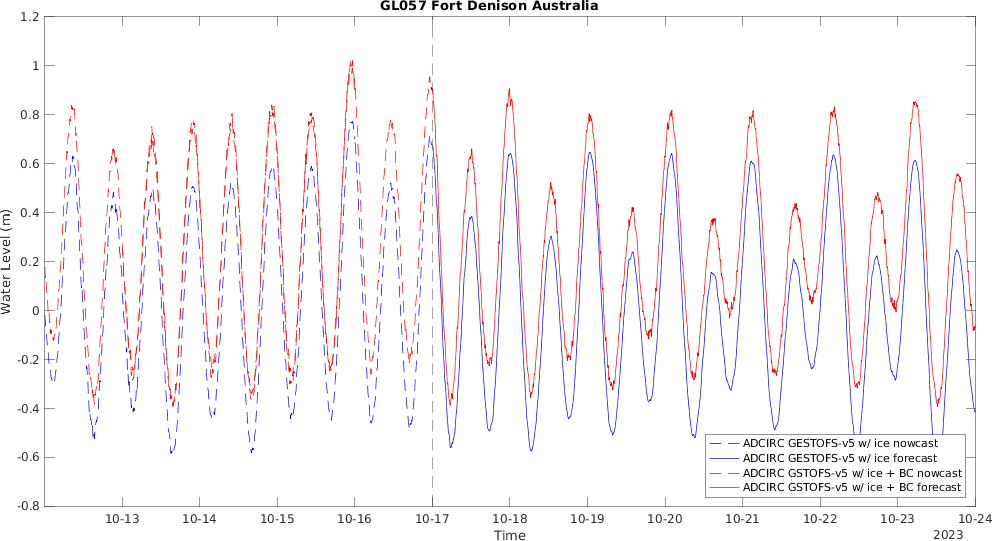 GL057 Fort Denison Australia
1.2
1
0.8
0.6
0.4
0.2
0
-0.2
-0.4
-0.6
-0.8
Water Level (m)
ADCIRC GESTOFS-v5 w/ ice nowcast
ADCIRC GESTOFS-v5 w/ ice forecast
ADCIRC GSTOFS-v5 w/ ice + BC nowcast
ADCIRC GSTOFS-v5 w/ ice + BC forecast
10-13 10-14 10-15 10-16 10-17 10-18 10-19 10-20 10-21 10-22 10-23 10-24
Time
2023